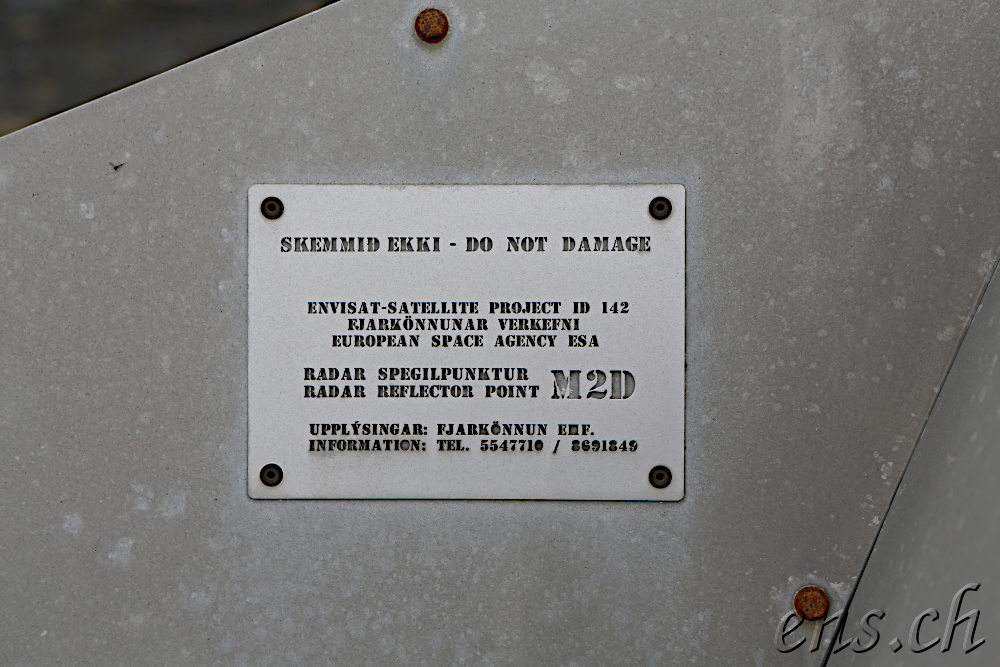 SKEMMIÐ EKKI - DO NOT DAMAGE
ENVISAT-SATELLITE PROJECT ID 142
FJARKÖNNUNAR VERKEFNI
EUROPEAN SPACE AGENCY ESA
RADAR SPEGILPUNKTUR
RADAR REFLECTOR POINT M2D
UPPLÝSINGAR: FJARKÖNNUN EHF.
INFORMATION: TEL. 5547710 / 8691849
ens.ch